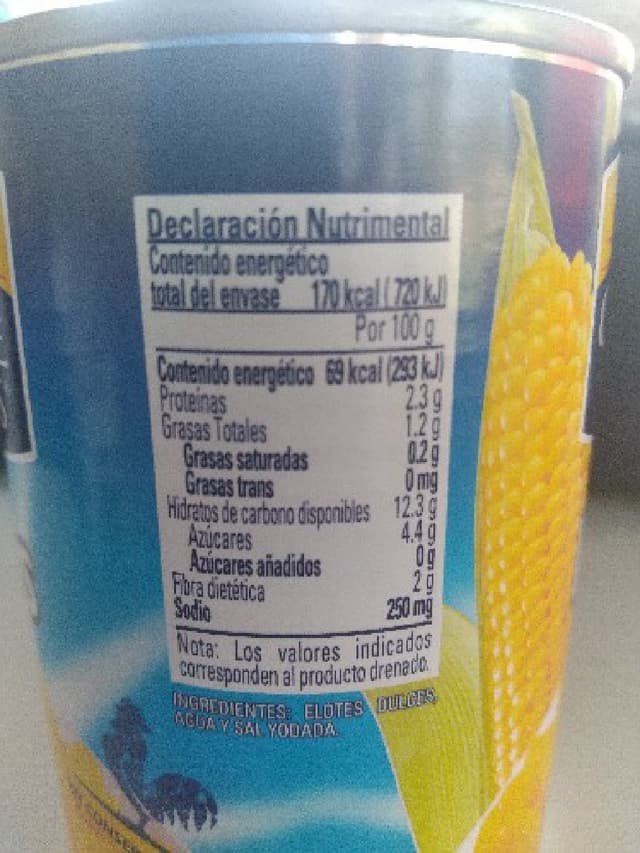 Declaración Nutrimental
Contenido energético
total del envase 170 kcal (720 kJ)
Por 100 g
Contenido energético 69 kcal (293 kJ)
Proteínas 2.3 g
Grasas Totales 1.2 g
Grasas saturadas 0.2 g
Grasas trans 0 mg
Hidratos de carbono disponibles 12.3 g
Azúcares 4.4 g
Azúcares añadidos 0 g
Fibra dietética 2 g
Sodio 250 mg
Nota: Los valores indicados
corresponden al producto drenado.
INGREDIENTES: ELOTES DULCES,
AGUA Y SAL YODADA.